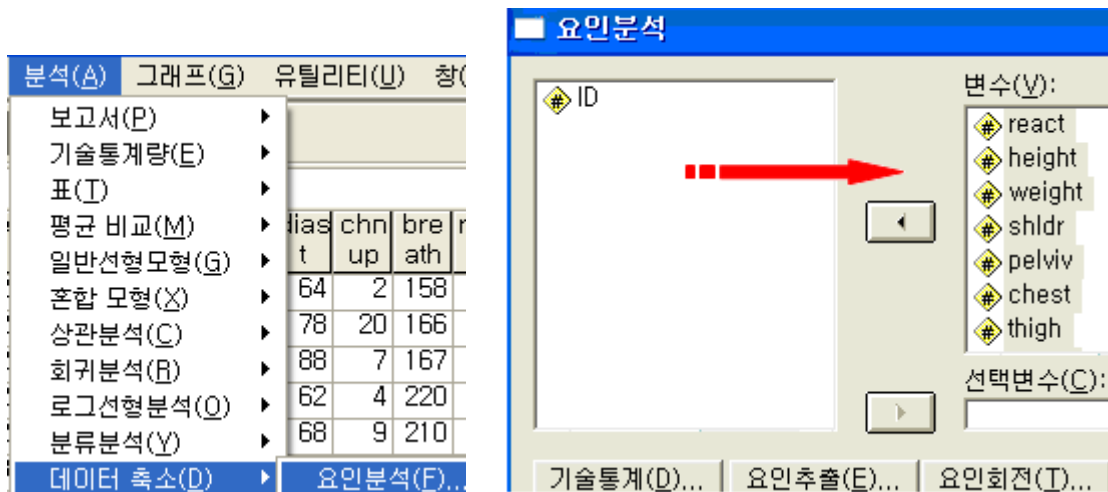 분석(A) 그래프(G) 유틸리티(U)
보고서(P)
기술통계량(E)
표(T)
평균 비교(M)
일반선형모형(G)
혼합 모형(X)
상관분석(C)
회귀분석(R)
로그선형분석(O)
분류분석(Y)
데이터 축소(D)
요인분석(F)...
chn bre
t up ath
64 2 158
78 20 166
88 7 167
62 4 220
68 9 210
요인분석
ID
변수(V):
react
height
weight
shldr
pelviv
chest
thigh
선택변수(C):
기술통계(D)... 요인추출(E)... 요인회전(T)...